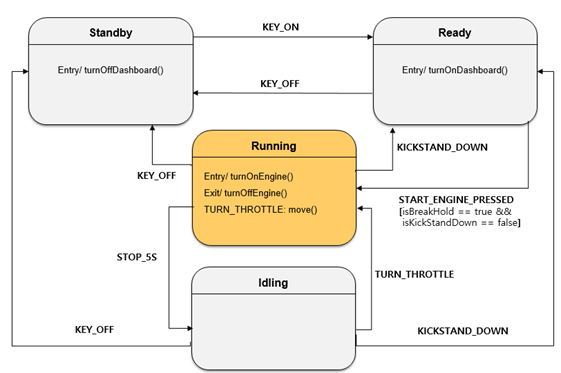 Standby
KEY_ON
Ready
Entry/ turnOffDashboard()
Entry/ turnOnDashboard()
KEY_OFF
Running
KICKSTAND_DOWN
KEY_OFF
Entry/ turnOnEngine()
Exit/ turnOffEngine()
TURN_THROTTLE: move()
START_ENGINE_PRESSED
[isBreakHold == true &&
isKickStandDown == false]
STOP_5S
TURN_THROTTLE
Idling
KEY_OFF
KICKSTAND_DOWN